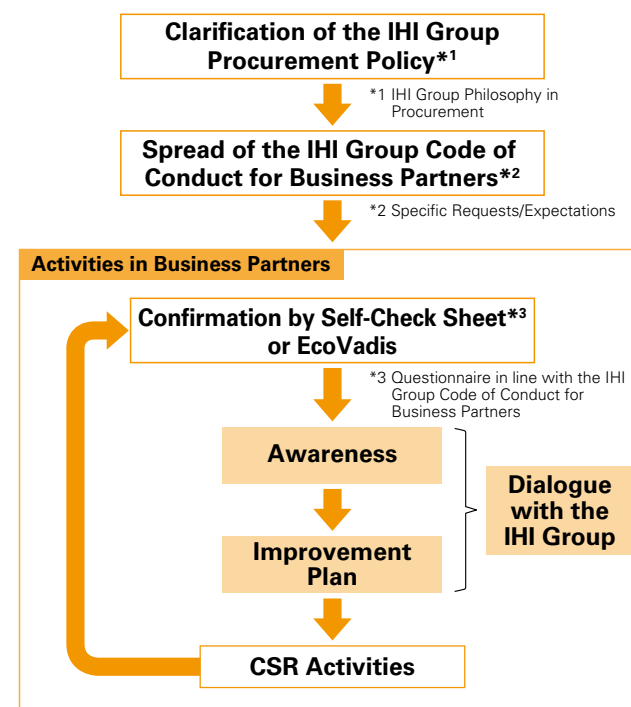 Clarification of the IHI Group
Procurement Policy*1
*1 IHI Group Philosophy in
Procurement
Spread of the IHI Group Code of
Conduct for Business Partners*2
*2 Specific Requests/Expectations
Activities in Business Partners
Confirmation by Self-Check Sheet*3
or EcoVadis
*3 Questionnaire in line with the IHI
Group Code of Conduct for
Business Partners
Awareness
Improvement
Plan
Dialogue
with the
IHI Group
CSR Activities